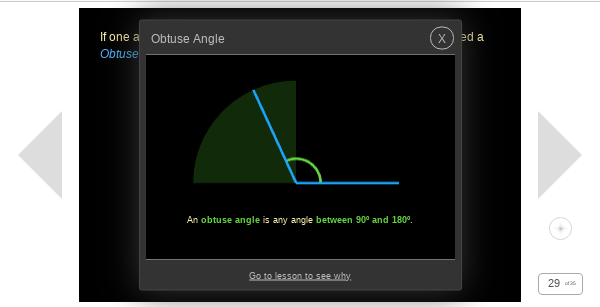 If one a
ed a
Obtuse
Obtuse Angle
X
An obtuse angle is any angle between 90º and 180º.
Go to lesson to see why
29 of 35